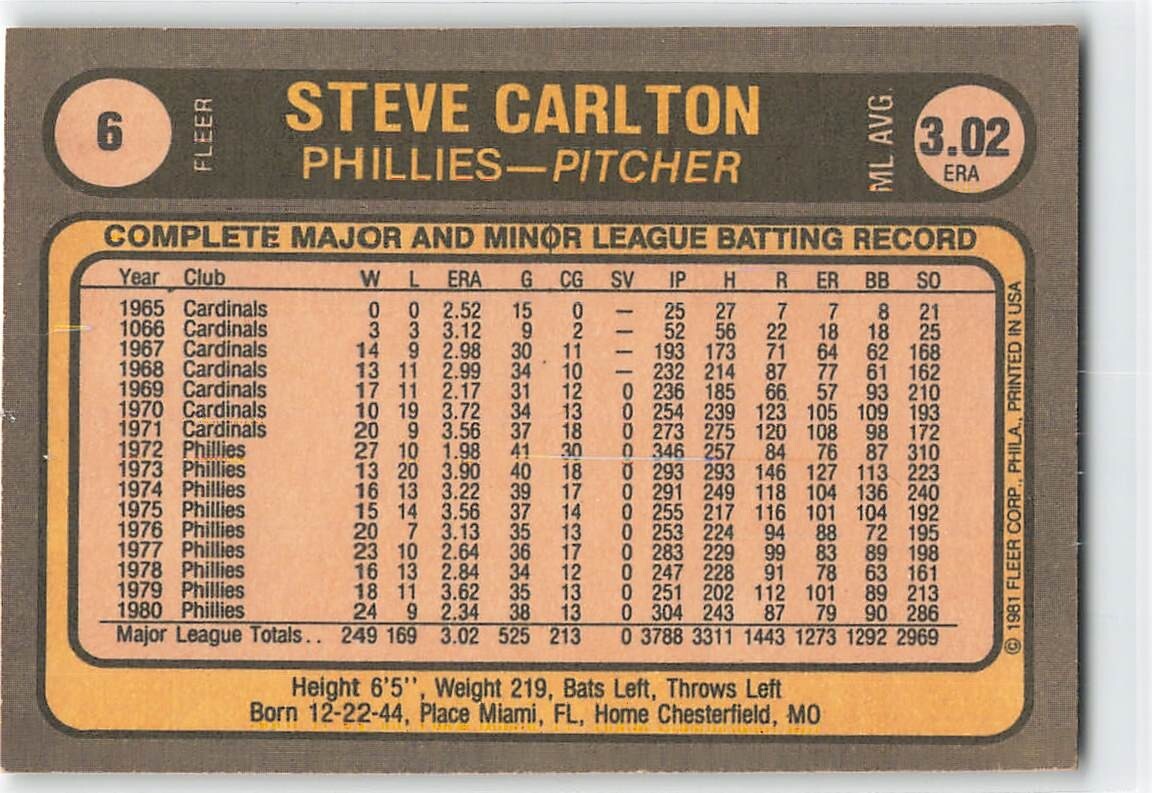 6 FLEER STEVE CARLTON ML AVG. 3.02
PHILLIES—PITCHER ERA
COMPLETE MAJOR AND MINOR LEAGUE BATTING RECORD
Year Club W L ERA G CG SV IP H R ER BB SO
1965 Cardinals 0 0 2.52 15 0 – 25 27 7 7 8 21
1066 Cardinals 3 3 3.12 9 2 – 52 56 22 18 18 25
1967 Cardinals 14 9 2.98 30 11 – 193 173 71 64 62 168
1968 Cardinals 13 11 2.99 34 10 – 232 214 87 77 61 162
1969 Cardinals 17 11 2.17 31 12 0 236 185 66 57 93 210
1970 Cardinals 10 19 3.72 34 13 0 254 239 123 105 109 193
1971 Cardinals 20 9 3.56 37 18 0 273 275 120 108 98 172
1972 Phillies 27 10 1.98 41 30 0 346 257 84 76 87 310
1973 Phillies 13 20 3.90 40 18 0 293 293 146 127 113 223
1974 Phillies 16 13 3.22 39 17 0 291 249 118 104 136 240
1975 Phillies 15 14 3.56 37 14 0 255 217 116 101 104 192
1976 Phillies 20 7 3.13 35 13 0 253 224 94 88 72 195
1977 Phillies 23 10 2.64 36 17 0 283 229 99 83 89 198
1978 Phillies 16 13 2.84 34 12 0 247 228 91 78 63 161
1979 Phillies 18 11 3.62 35 13 0 251 202 112 101 89 213
1980 Phillies 24 9 2.34 38 13 0 304 243 87 79 90 286
Major League Totals.. 249 169 3.02 525 213 0 3788 3311 1443 1273 1292 2969
Height 6'5'', Weight 219, Bats Left, Throws Left
Born 12-22-44, Place Miami, FL, Home Chesterfield, MO
© 1981 FLEER CORP., PHILA., PRINTED IN USA